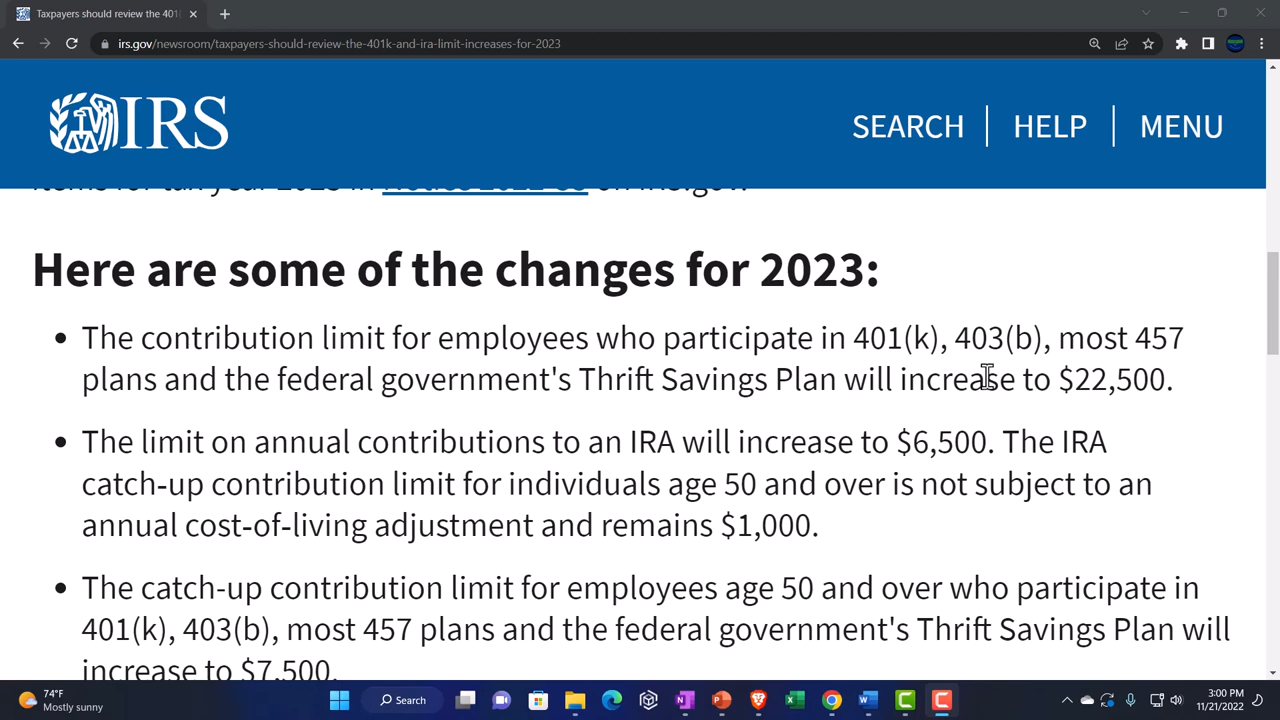 Taxpayers should review the 401(
irs.gov/newsroom/taxpayers-should-review-the-401k-and-ira-limit-increases-for-2023
IRS
SEARCH
HELP
MENU
Here are some of the changes for 2023:
• The contribution limit for employees who participate in 401(k), 403(b), most 457
plans and the federal government's Thrift Savings Plan will increase to $22,500.
• The limit on annual contributions to an IRA will increase to $6,500. The IRA
catch-up contribution limit for individuals age 50 and over is not subject to an
annual cost-of-living adjustment and remains $1,000.
• The catch-up contribution limit for employees age 50 and over who participate in
401(k), 403(b), most 457 plans and the federal government's Thrift Savings Plan will
increase to $7,500.
74°F
Mostly sunny
Search
3:00 PM
11/21/2022